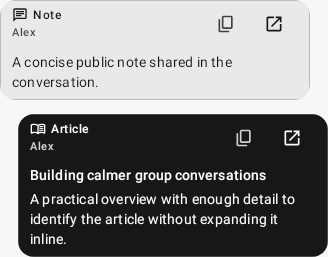 Note
Alex
A concise public note shared in the
conversation.
Article
Alex
Building calmer group conversations
A practical overview with enough detail to
identify the article without expanding it
inline.